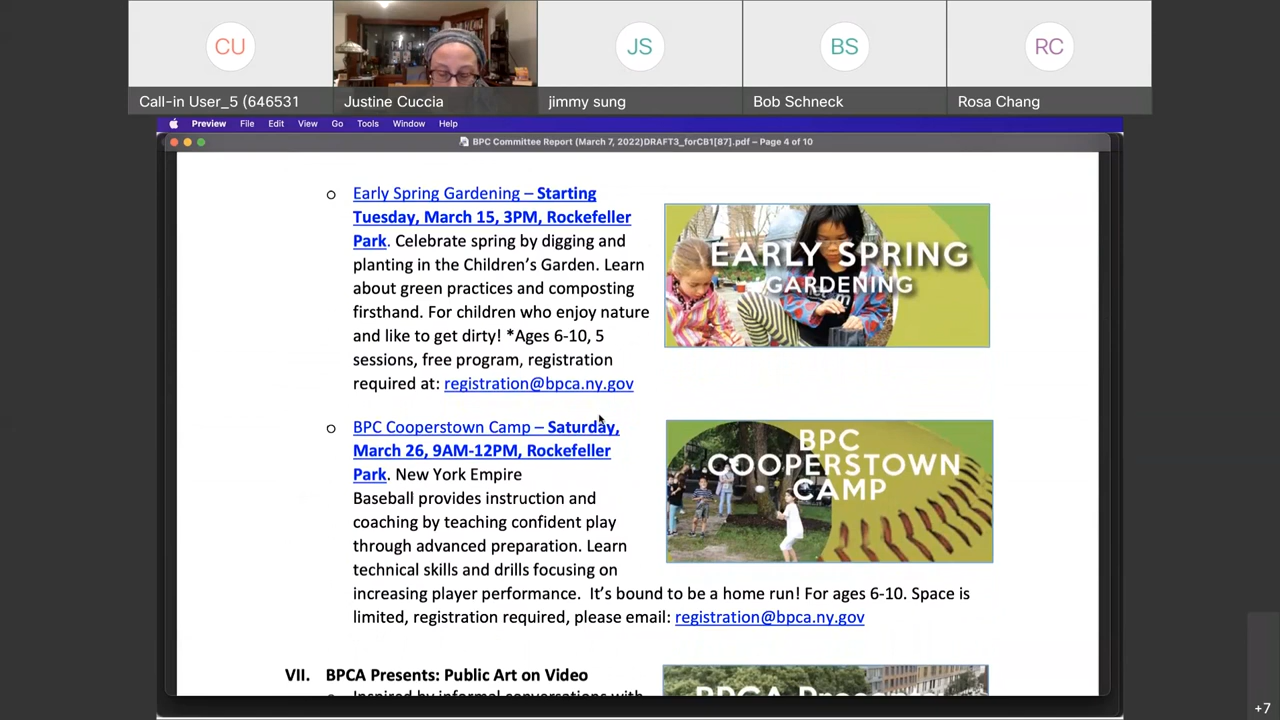 CU
JS
BS
RC
Call-in User_5 (646531
Justine Cuccia
jimmy sung
Bob Schneck
Rosa Chang
Preview File Edit View Go Tools Window Help
BPC Committee Report (March 7, 2022)DRAFT3_forCB1[87].pdf – Page 4 of 10
o Early Spring Gardening – Starting
Tuesday, March 15, 3PM, Rockefeller
Park. Celebrate spring by digging and
planting in the Children’s Garden. Learn
about green practices and composting
firsthand. For children who enjoy nature
and like to get dirty! *Ages 6-10, 5
sessions, free program, registration
required at: registration@bpca.ny.gov
EARLY SPRING
GARDENING
o BPC Cooperstown Camp – Saturday,
March 26, 9AM-12PM, Rockefeller
Park. New York Empire
Baseball provides instruction and
coaching by teaching confident play
through advanced preparation. Learn
technical skills and drills focusing on
increasing player performance. It’s bound to be a home run! For ages 6-10. Space is
limited, registration required, please email: registration@bpca.ny.gov
BPC
COOPERSTOWN
CAMP
VII. BPCA Presents: Public Art on Video
o Inspired by informal conversations with
BPCA Presents
+7